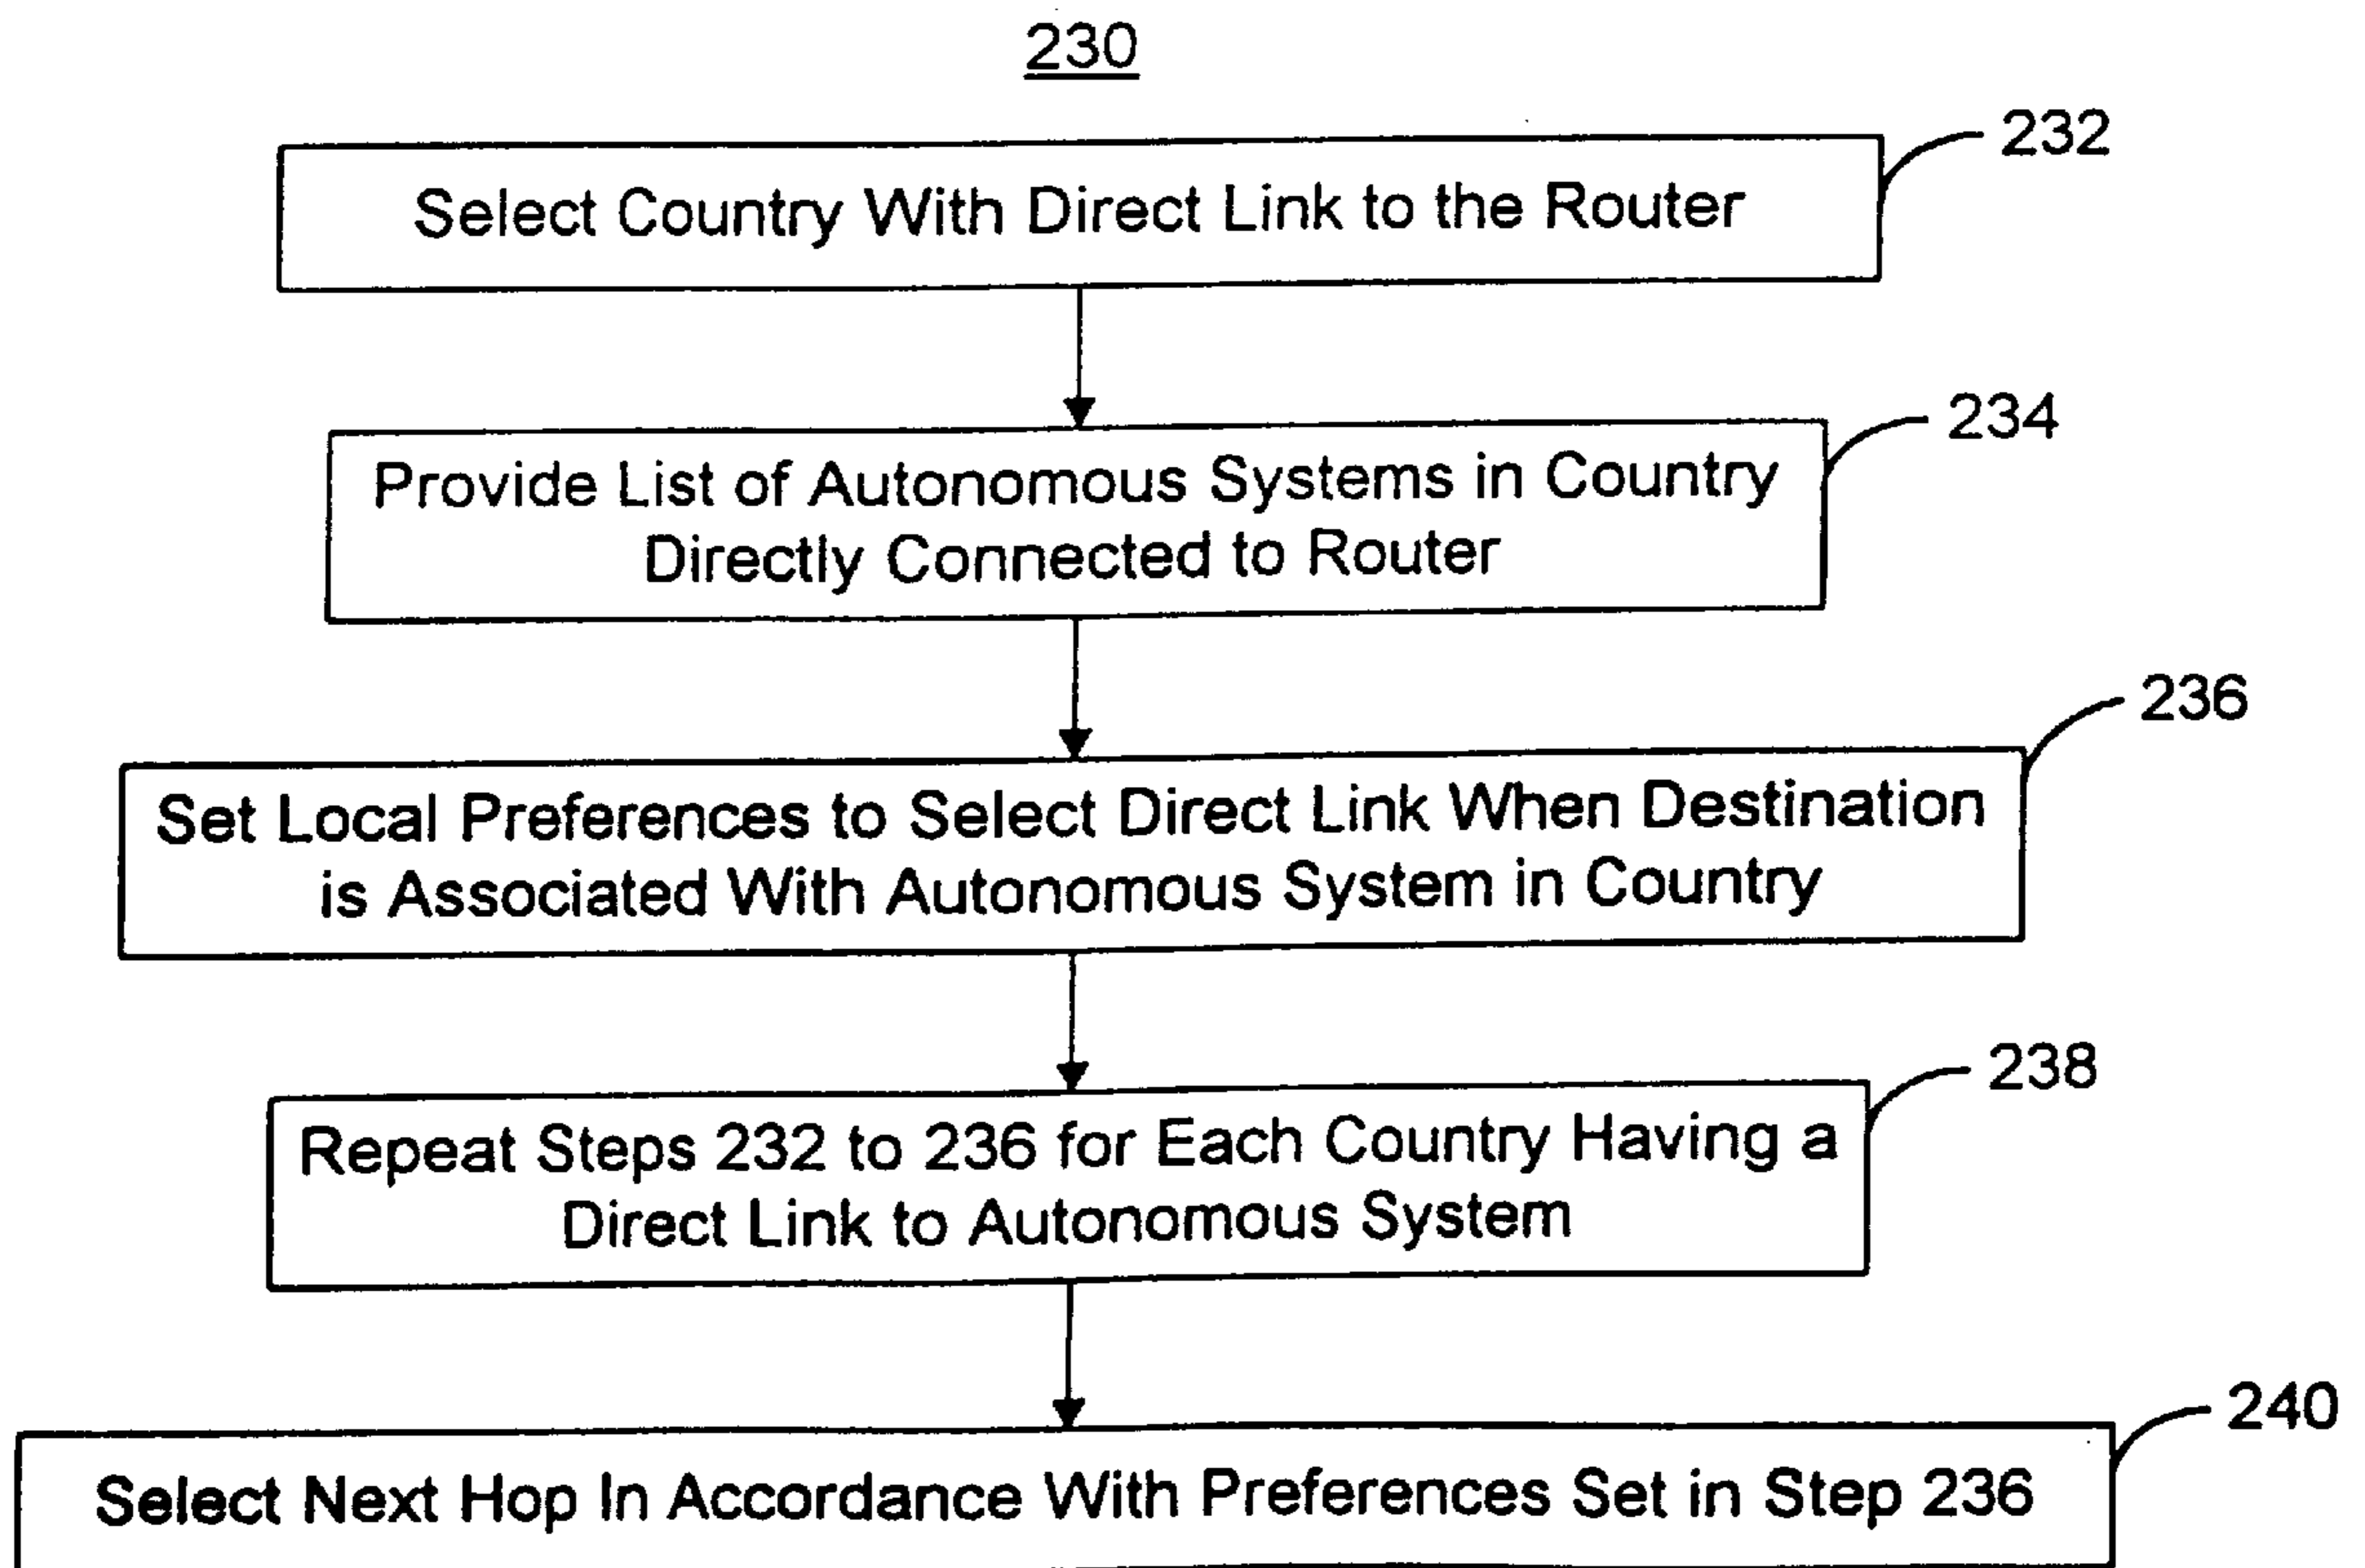 230
232
Select Country With Direct Link to the Router
234
Provide List of Autonomous Systems in Country
Directly Connected to Router
236
Set Local Preferences to Select Direct Link When Destination
is Associated With Autonomous System in Country
238
Repeat Steps 232 to 236 for Each Country Having a
Direct Link to Autonomous System
240
Select Next Hop In Accordance With Preferences Set in Step 236